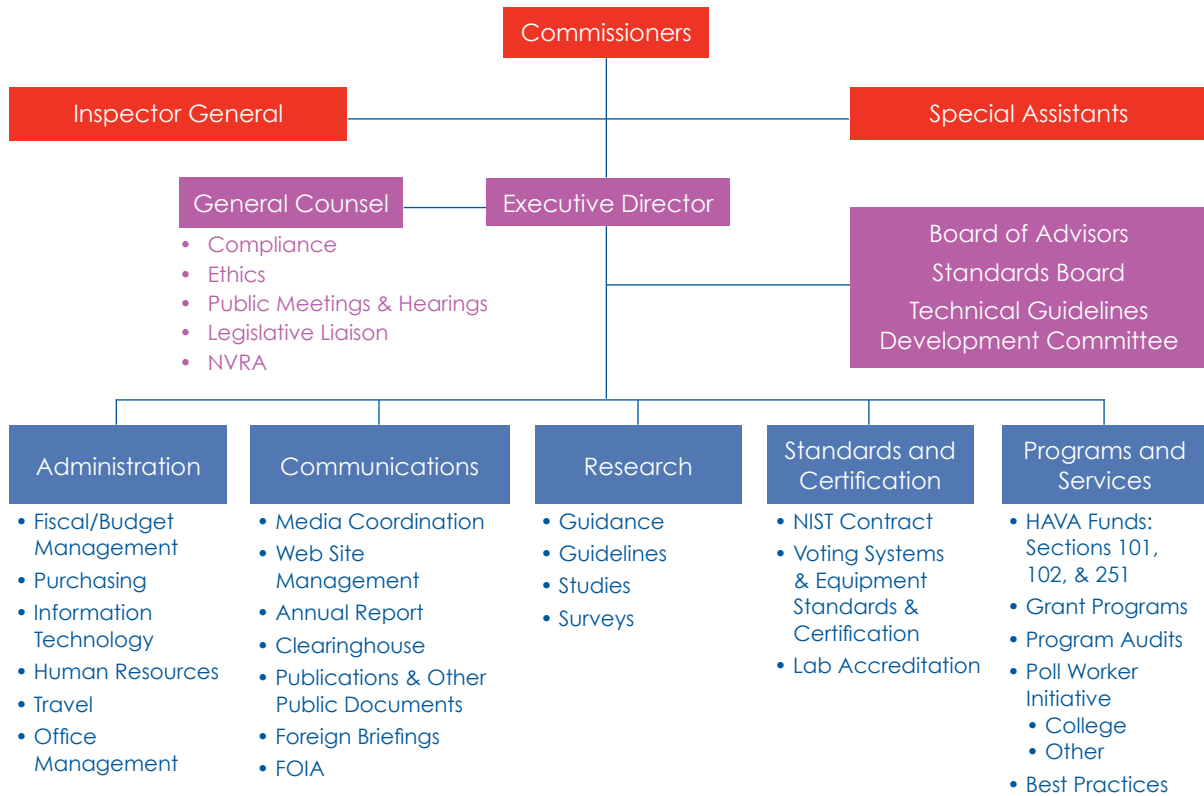 Commissioners
Inspector General
Special Assistants
General Counsel
Executive Director
• Compliance
• Ethics
• Public Meetings & Hearings
• Legislative Liaison
• NVRA
Board of Advisors
Standards Board
Technical Guidelines
Development Committee
Administration
• Fiscal/Budget
Management
• Purchasing
• Information
Technology
• Human Resources
• Travel
• Office
Management
Communications
• Media Coordination
• Web Site
Management
• Annual Report
• Clearinghouse
• Publications & Other
Public Documents
• Foreign Briefings
• FOIA
Research
• Guidance
• Guidelines
• Studies
• Surveys
Standards and
Certification
• NIST Contract
• Voting Systems
& Equipment
Standards &
Certification
• Lab Accreditation
Programs and
Services
• HAVA Funds:
Sections 101,
102, & 251
• Grant Programs
• Program Audits
• Poll Worker
Initiative
• College
• Other
• Best Practices